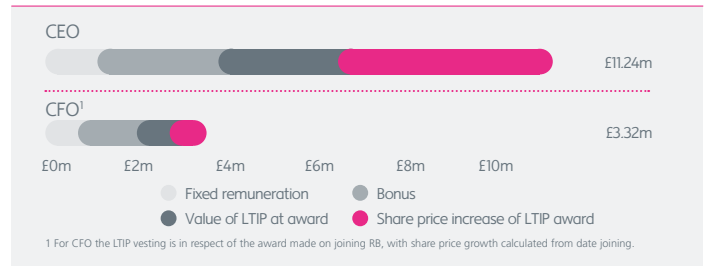 CEO
£11.24m
CFO1
£3.32m
£0m £2m £4m £6m £8m £10m
Fixed remuneration Bonus
Value of LTIP at award Share price increase of LTIP award
1 For CFO the LTIP vesting is in respect of the award made on joining RB, with share price growth calculated from date joining.